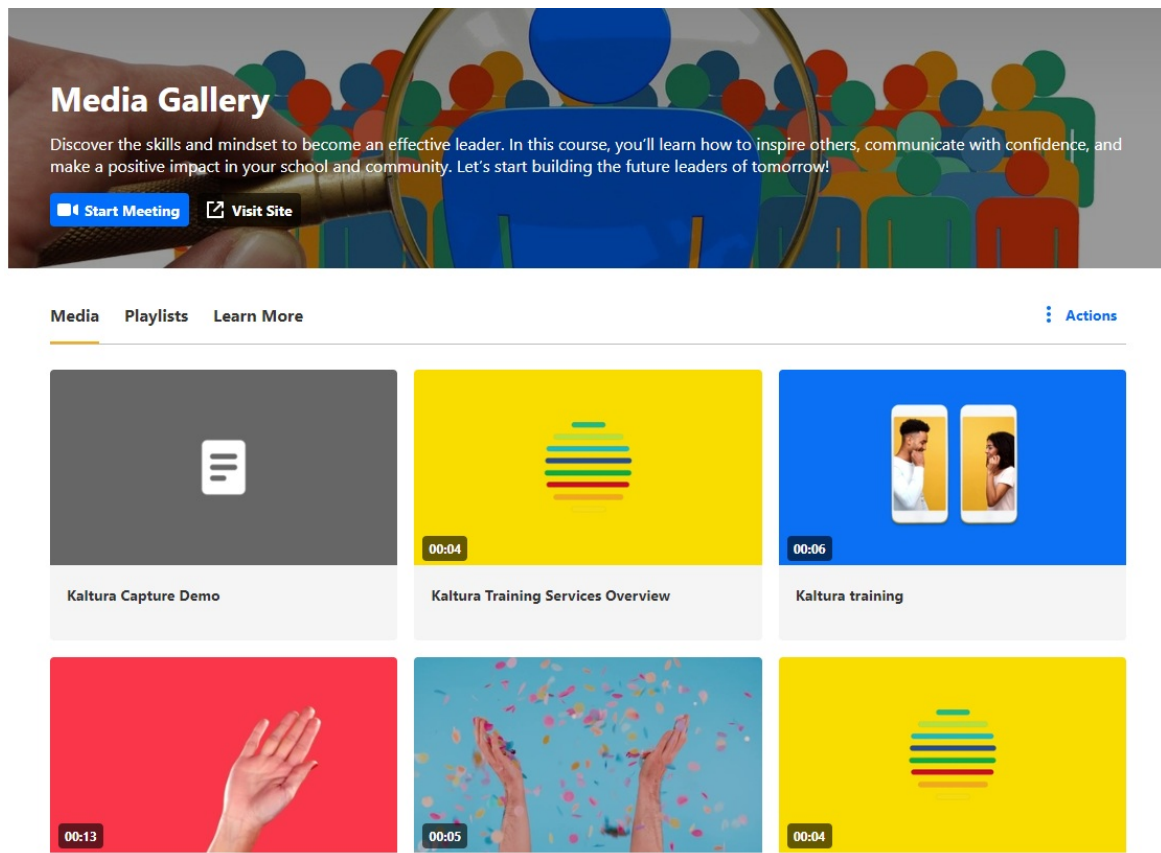 Media Gallery
Discover the skills and mindset to become an effective leader. In this course, you'll learn how to inspire others, communicate with confidence, and
make a positive impact in your school and community. Let's start building the future leaders of tomorrow!
Start Meeting Visit Site
Media Playlists Learn More Actions
00:04 00:06
Kaltura Capture Demo Kaltura Training Services Overview Kaltura training
00:13 00:05 00:04